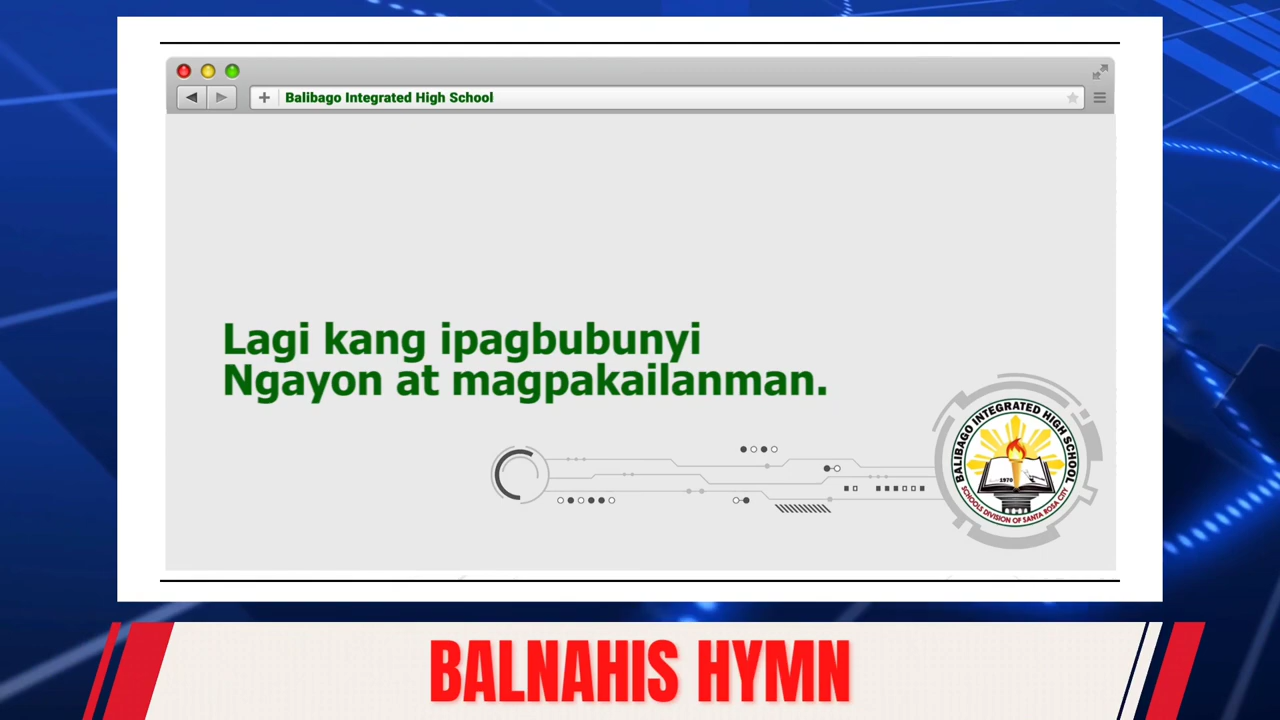 Balibago Integrated High School
Lagi kang ipagbubunyi
Ngayon at magpakailanman.
BALIBAGO INTEGRATED HIGH SCHOOL
1970
SCHOOLS DIVISION OF SANTA ROSA CITY
BALNAHIS HYMN